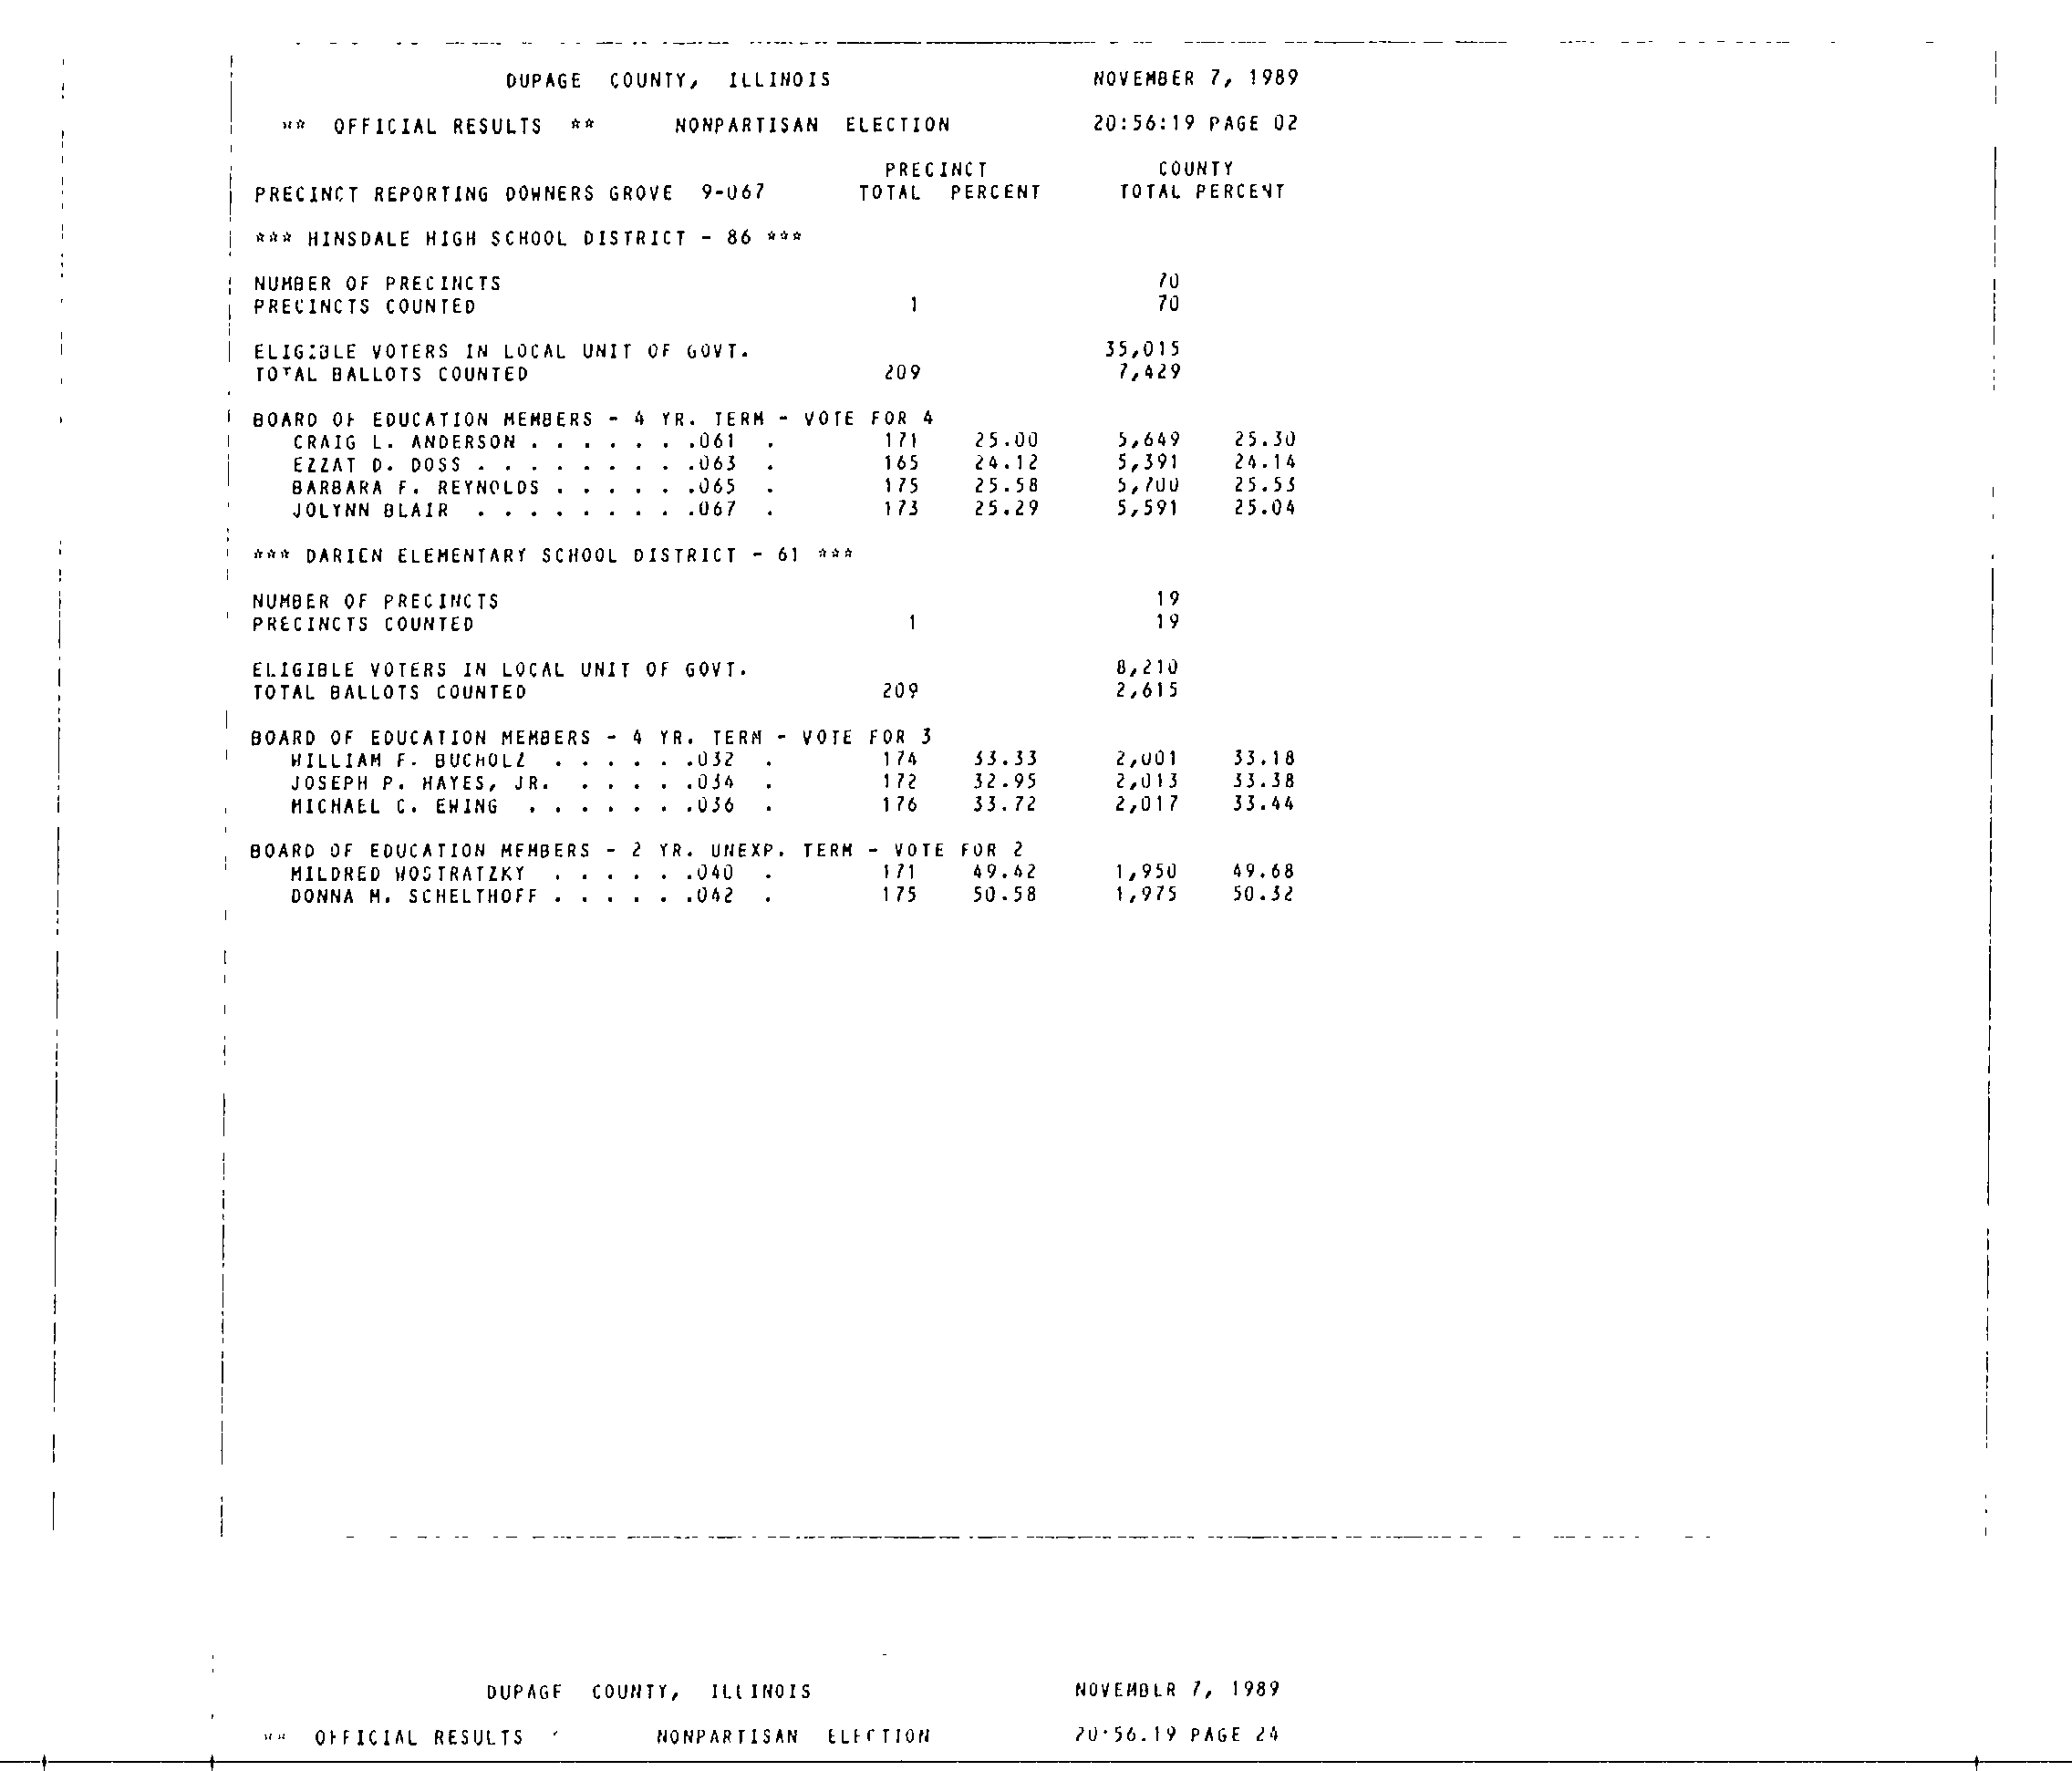 DUPAGE COUNTY, ILLINOIS NOVEMBER 7, 1989
** OFFICIAL RESULTS ** NONPARTISAN ELECTION 20:56:19 PAGE 02
PRECINCT COUNTY
PRECINCT REPORTING DOWNERS GROVE 9-067 TOTAL PERCENT TOTAL PERCENT
*** HINSDALE HIGH SCHOOL DISTRICT - 86 ***
NUMBER OF PRECINCTS 70
PRECINCTS COUNTED 1 70
ELIGIBLE VOTERS IN LOCAL UNIT OF GOVT. 35,015
TOTAL BALLOTS COUNTED 209 7,429
BOARD OF EDUCATION MEMBERS - 4 YR. TERM - VOTE FOR 4
CRAIG L. ANDERSON . . . . . . .061 . 171 25.00 5,649 25.30
EZZAT D. DOSS . . . . . . . . .063 . 165 24.12 5,391 24.14
BARBARA F. REYNOLDS . . . . . .065 . 175 25.58 5,700 25.53
JOLYNN BLAIR . . . . . . . . .067 . 173 25.29 5,591 25.04
*** DARIEN ELEMENTARY SCHOOL DISTRICT - 61 ***
NUMBER OF PRECINCTS 19
PRECINCTS COUNTED 1 19
ELIGIBLE VOTERS IN LOCAL UNIT OF GOVT. 8,210
TOTAL BALLOTS COUNTED 209 2,615
BOARD OF EDUCATION MEMBERS - 4 YR. TERM - VOTE FOR 3
WILLIAM F. BUCHOLZ . . . . . .032 . 174 33.33 2,001 33.18
JOSEPH P. HAYES, JR. . . . . .034 . 172 32.95 2,013 33.38
MICHAEL C. EWING . . . . . . .036 . 176 33.72 2,017 33.44
BOARD OF EDUCATION MEMBERS - 2 YR. UNEXP. TERM - VOTE FOR 2
MILDRED WOSTRATZKY . . . . . .040 . 171 49.42 1,950 49.68
DONNA M. SCHELTHOFF . . . . . .042 . 175 50.58 1,975 50.32
DUPAGE COUNTY, ILLINOIS NOVEMBER 7, 1989
** OFFICIAL RESULTS NONPARTISAN ELECTION 20:56.19 PAGE 24